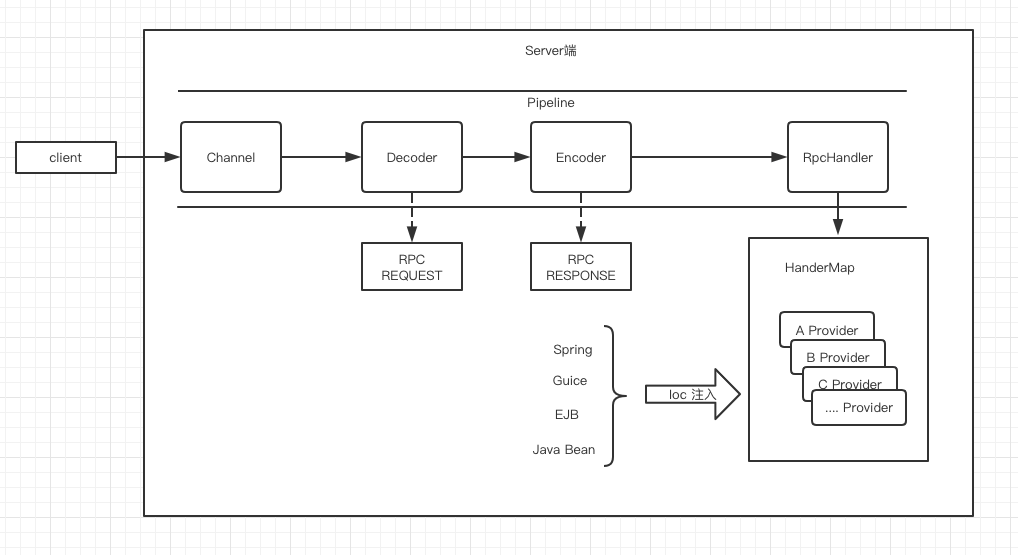 Server端
Pipeline
client
Channel
Decoder
Encoder
RpcHandler
RPC
REQUEST
RPC
RESPONSE
HanderMap
A Provider
B Provider
C Provider
.... Provider
Spring
Guice
EJB
Java Bean
Ioc 注入